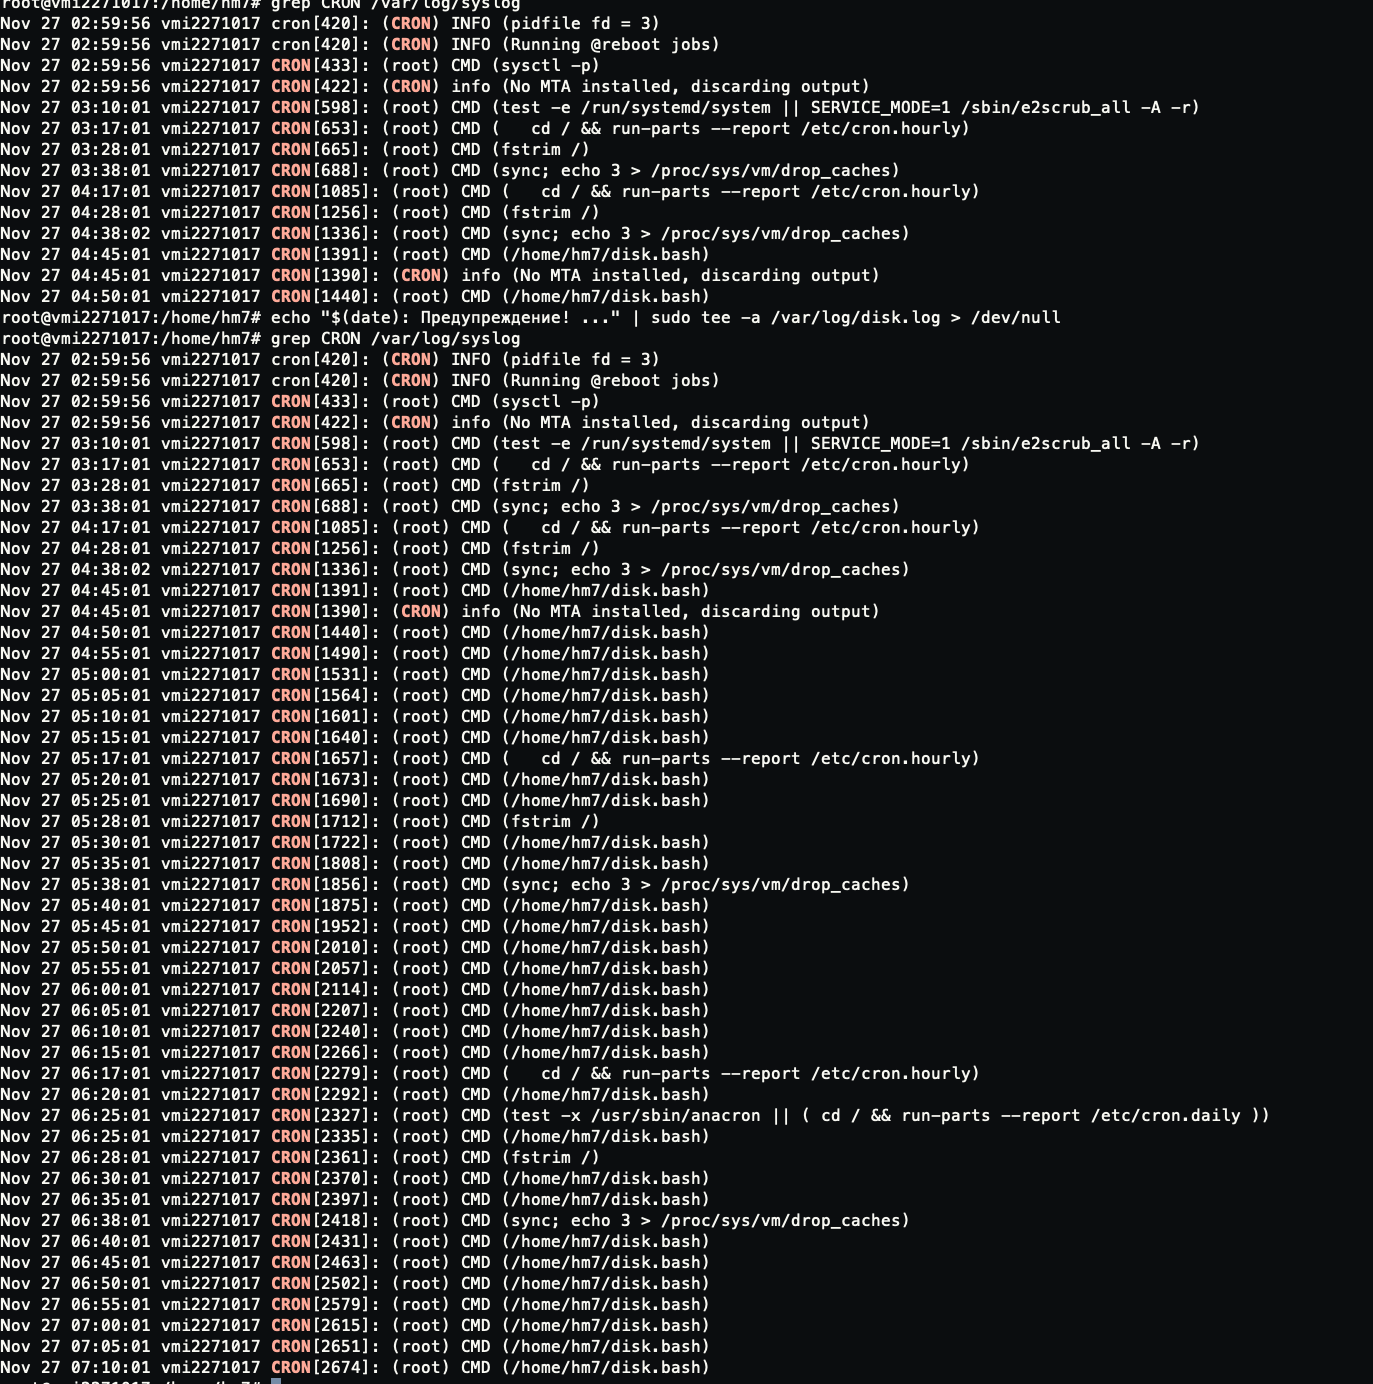 root@vmi2271017:/home/hm7# grep CRON /var/log/syslog
Nov 27 02:59:56 vmi2271017 cron[420]: (CRON) INFO (pidfile fd = 3)
Nov 27 02:59:56 vmi2271017 cron[420]: (CRON) INFO (Running @reboot jobs)
Nov 27 02:59:56 vmi2271017 CRON[433]: (root) CMD (sysctl -p)
Nov 27 02:59:56 vmi2271017 CRON[422]: (CRON) info (No MTA installed, discarding output)
Nov 27 03:10:01 vmi2271017 CRON[598]: (root) CMD (test -e /run/systemd/system || SERVICE_MODE=1 /sbin/e2scrub_all -A -r)
Nov 27 03:17:01 vmi2271017 CRON[653]: (root) CMD (   cd / && run-parts --report /etc/cron.hourly)
Nov 27 03:28:01 vmi2271017 CRON[665]: (root) CMD (fstrim /)
Nov 27 03:38:01 vmi2271017 CRON[688]: (root) CMD (sync; echo 3 > /proc/sys/vm/drop_caches)
Nov 27 04:17:01 vmi2271017 CRON[1085]: (root) CMD (   cd / && run-parts --report /etc/cron.hourly)
Nov 27 04:28:01 vmi2271017 CRON[1256]: (root) CMD (fstrim /)
Nov 27 04:38:02 vmi2271017 CRON[1336]: (root) CMD (sync; echo 3 > /proc/sys/vm/drop_caches)
Nov 27 04:45:01 vmi2271017 CRON[1391]: (root) CMD (/home/hm7/disk.bash)
Nov 27 04:45:01 vmi2271017 CRON[1390]: (CRON) info (No MTA installed, discarding output)
Nov 27 04:50:01 vmi2271017 CRON[1440]: (root) CMD (/home/hm7/disk.bash)
root@vmi2271017:/home/hm7# echo "$(date): Предупреждение! ..." | sudo tee -a /var/log/disk.log > /dev/null
root@vmi2271017:/home/hm7# grep CRON /var/log/syslog
Nov 27 02:59:56 vmi2271017 cron[420]: (CRON) INFO (pidfile fd = 3)
Nov 27 02:59:56 vmi2271017 cron[420]: (CRON) INFO (Running @reboot jobs)
Nov 27 02:59:56 vmi2271017 CRON[433]: (root) CMD (sysctl -p)
Nov 27 02:59:56 vmi2271017 CRON[422]: (CRON) info (No MTA installed, discarding output)
Nov 27 03:10:01 vmi2271017 CRON[598]: (root) CMD (test -e /run/systemd/system || SERVICE_MODE=1 /sbin/e2scrub_all -A -r)
Nov 27 03:17:01 vmi2271017 CRON[653]: (root) CMD (   cd / && run-parts --report /etc/cron.hourly)
Nov 27 03:28:01 vmi2271017 CRON[665]: (root) CMD (fstrim /)
Nov 27 03:38:01 vmi2271017 CRON[688]: (root) CMD (sync; echo 3 > /proc/sys/vm/drop_caches)
Nov 27 04:17:01 vmi2271017 CRON[1085]: (root) CMD (   cd / && run-parts --report /etc/cron.hourly)
Nov 27 04:28:01 vmi2271017 CRON[1256]: (root) CMD (fstrim /)
Nov 27 04:38:02 vmi2271017 CRON[1336]: (root) CMD (sync; echo 3 > /proc/sys/vm/drop_caches)
Nov 27 04:45:01 vmi2271017 CRON[1391]: (root) CMD (/home/hm7/disk.bash)
Nov 27 04:45:01 vmi2271017 CRON[1390]: (CRON) info (No MTA installed, discarding output)
Nov 27 04:50:01 vmi2271017 CRON[1440]: (root) CMD (/home/hm7/disk.bash)
Nov 27 04:55:01 vmi2271017 CRON[1490]: (root) CMD (/home/hm7/disk.bash)
Nov 27 05:00:01 vmi2271017 CRON[1531]: (root) CMD (/home/hm7/disk.bash)
Nov 27 05:05:01 vmi2271017 CRON[1564]: (root) CMD (/home/hm7/disk.bash)
Nov 27 05:10:01 vmi2271017 CRON[1601]: (root) CMD (/home/hm7/disk.bash)
Nov 27 05:15:01 vmi2271017 CRON[1640]: (root) CMD (/home/hm7/disk.bash)
Nov 27 05:17:01 vmi2271017 CRON[1657]: (root) CMD (   cd / && run-parts --report /etc/cron.hourly)
Nov 27 05:20:01 vmi2271017 CRON[1673]: (root) CMD (/home/hm7/disk.bash)
Nov 27 05:25:01 vmi2271017 CRON[1690]: (root) CMD (/home/hm7/disk.bash)
Nov 27 05:28:01 vmi2271017 CRON[1712]: (root) CMD (fstrim /)
Nov 27 05:30:01 vmi2271017 CRON[1722]: (root) CMD (/home/hm7/disk.bash)
Nov 27 05:35:01 vmi2271017 CRON[1808]: (root) CMD (/home/hm7/disk.bash)
Nov 27 05:38:01 vmi2271017 CRON[1856]: (root) CMD (sync; echo 3 > /proc/sys/vm/drop_caches)
Nov 27 05:40:01 vmi2271017 CRON[1875]: (root) CMD (/home/hm7/disk.bash)
Nov 27 05:45:01 vmi2271017 CRON[1952]: (root) CMD (/home/hm7/disk.bash)
Nov 27 05:50:01 vmi2271017 CRON[2010]: (root) CMD (/home/hm7/disk.bash)
Nov 27 05:55:01 vmi2271017 CRON[2057]: (root) CMD (/home/hm7/disk.bash)
Nov 27 06:00:01 vmi2271017 CRON[2114]: (root) CMD (/home/hm7/disk.bash)
Nov 27 06:05:01 vmi2271017 CRON[2207]: (root) CMD (/home/hm7/disk.bash)
Nov 27 06:10:01 vmi2271017 CRON[2240]: (root) CMD (/home/hm7/disk.bash)
Nov 27 06:15:01 vmi2271017 CRON[2266]: (root) CMD (/home/hm7/disk.bash)
Nov 27 06:17:01 vmi2271017 CRON[2279]: (root) CMD (   cd / && run-parts --report /etc/cron.hourly)
Nov 27 06:20:01 vmi2271017 CRON[2292]: (root) CMD (/home/hm7/disk.bash)
Nov 27 06:25:01 vmi2271017 CRON[2327]: (root) CMD (test -x /usr/sbin/anacron || ( cd / && run-parts --report /etc/cron.daily ))
Nov 27 06:25:01 vmi2271017 CRON[2335]: (root) CMD (/home/hm7/disk.bash)
Nov 27 06:28:01 vmi2271017 CRON[2361]: (root) CMD (fstrim /)
Nov 27 06:30:01 vmi2271017 CRON[2370]: (root) CMD (/home/hm7/disk.bash)
Nov 27 06:35:01 vmi2271017 CRON[2397]: (root) CMD (/home/hm7/disk.bash)
Nov 27 06:38:01 vmi2271017 CRON[2418]: (root) CMD (sync; echo 3 > /proc/sys/vm/drop_caches)
Nov 27 06:40:01 vmi2271017 CRON[2431]: (root) CMD (/home/hm7/disk.bash)
Nov 27 06:45:01 vmi2271017 CRON[2463]: (root) CMD (/home/hm7/disk.bash)
Nov 27 06:50:01 vmi2271017 CRON[2502]: (root) CMD (/home/hm7/disk.bash)
Nov 27 06:55:01 vmi2271017 CRON[2579]: (root) CMD (/home/hm7/disk.bash)
Nov 27 07:00:01 vmi2271017 CRON[2615]: (root) CMD (/home/hm7/disk.bash)
Nov 27 07:05:01 vmi2271017 CRON[2651]: (root) CMD (/home/hm7/disk.bash)
Nov 27 07:10:01 vmi2271017 CRON[2674]: (root) CMD (/home/hm7/disk.bash)